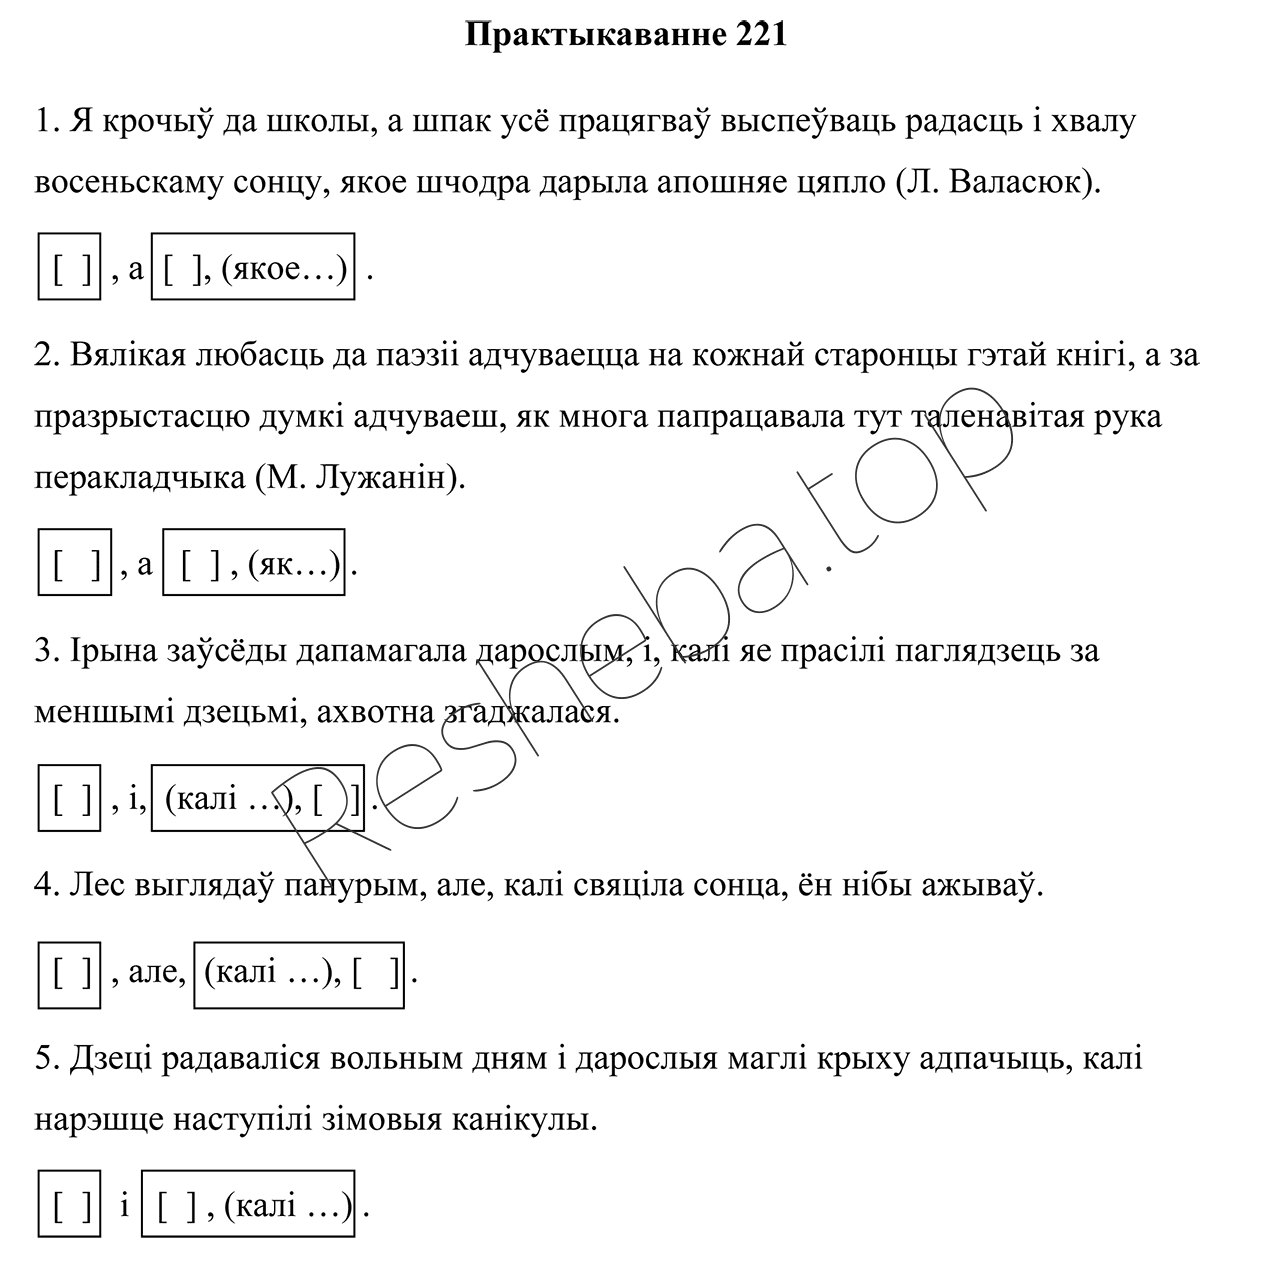 Практыкаванне 221
1. Я крочыў да школы, а шпак усё працягваў выспеўваць радасць і хвалу
восеньскаму сонцу, якое шчодра дарыла апошняе цяпло (Л. Валасюк).
[ ] , а [ ], (якое…) .
2. Вялікая любасць да паэзіі адчуваецца на кожнай старонцы гэтай кнігі, а за
празрыстасцю думкі адчуваеш, як многа папрацавала тут таленавітая рука
перакладчыка (М. Лужанін).
[ ] , а [ ] , (як…) .
3. Ірына заўсёды дапамагала дарослым, і, калі яе прасілі паглядзець за
меншымі дзецьмі, ахвотна згаджалася.
[ ] , і, (калі …), [ ] .
4. Лес выглядаў панурым, але, калі свяціла сонца, ён нібы ажываў.
[ ] , але, (калі …), [ ] .
5. Дзеці радаваліся вольным дням і дарослыя маглі крыху адпачыць, калі
нарэшце наступілі зімовыя канікулы.
[ ] і [ ] , (калі …) .
Resheba.top